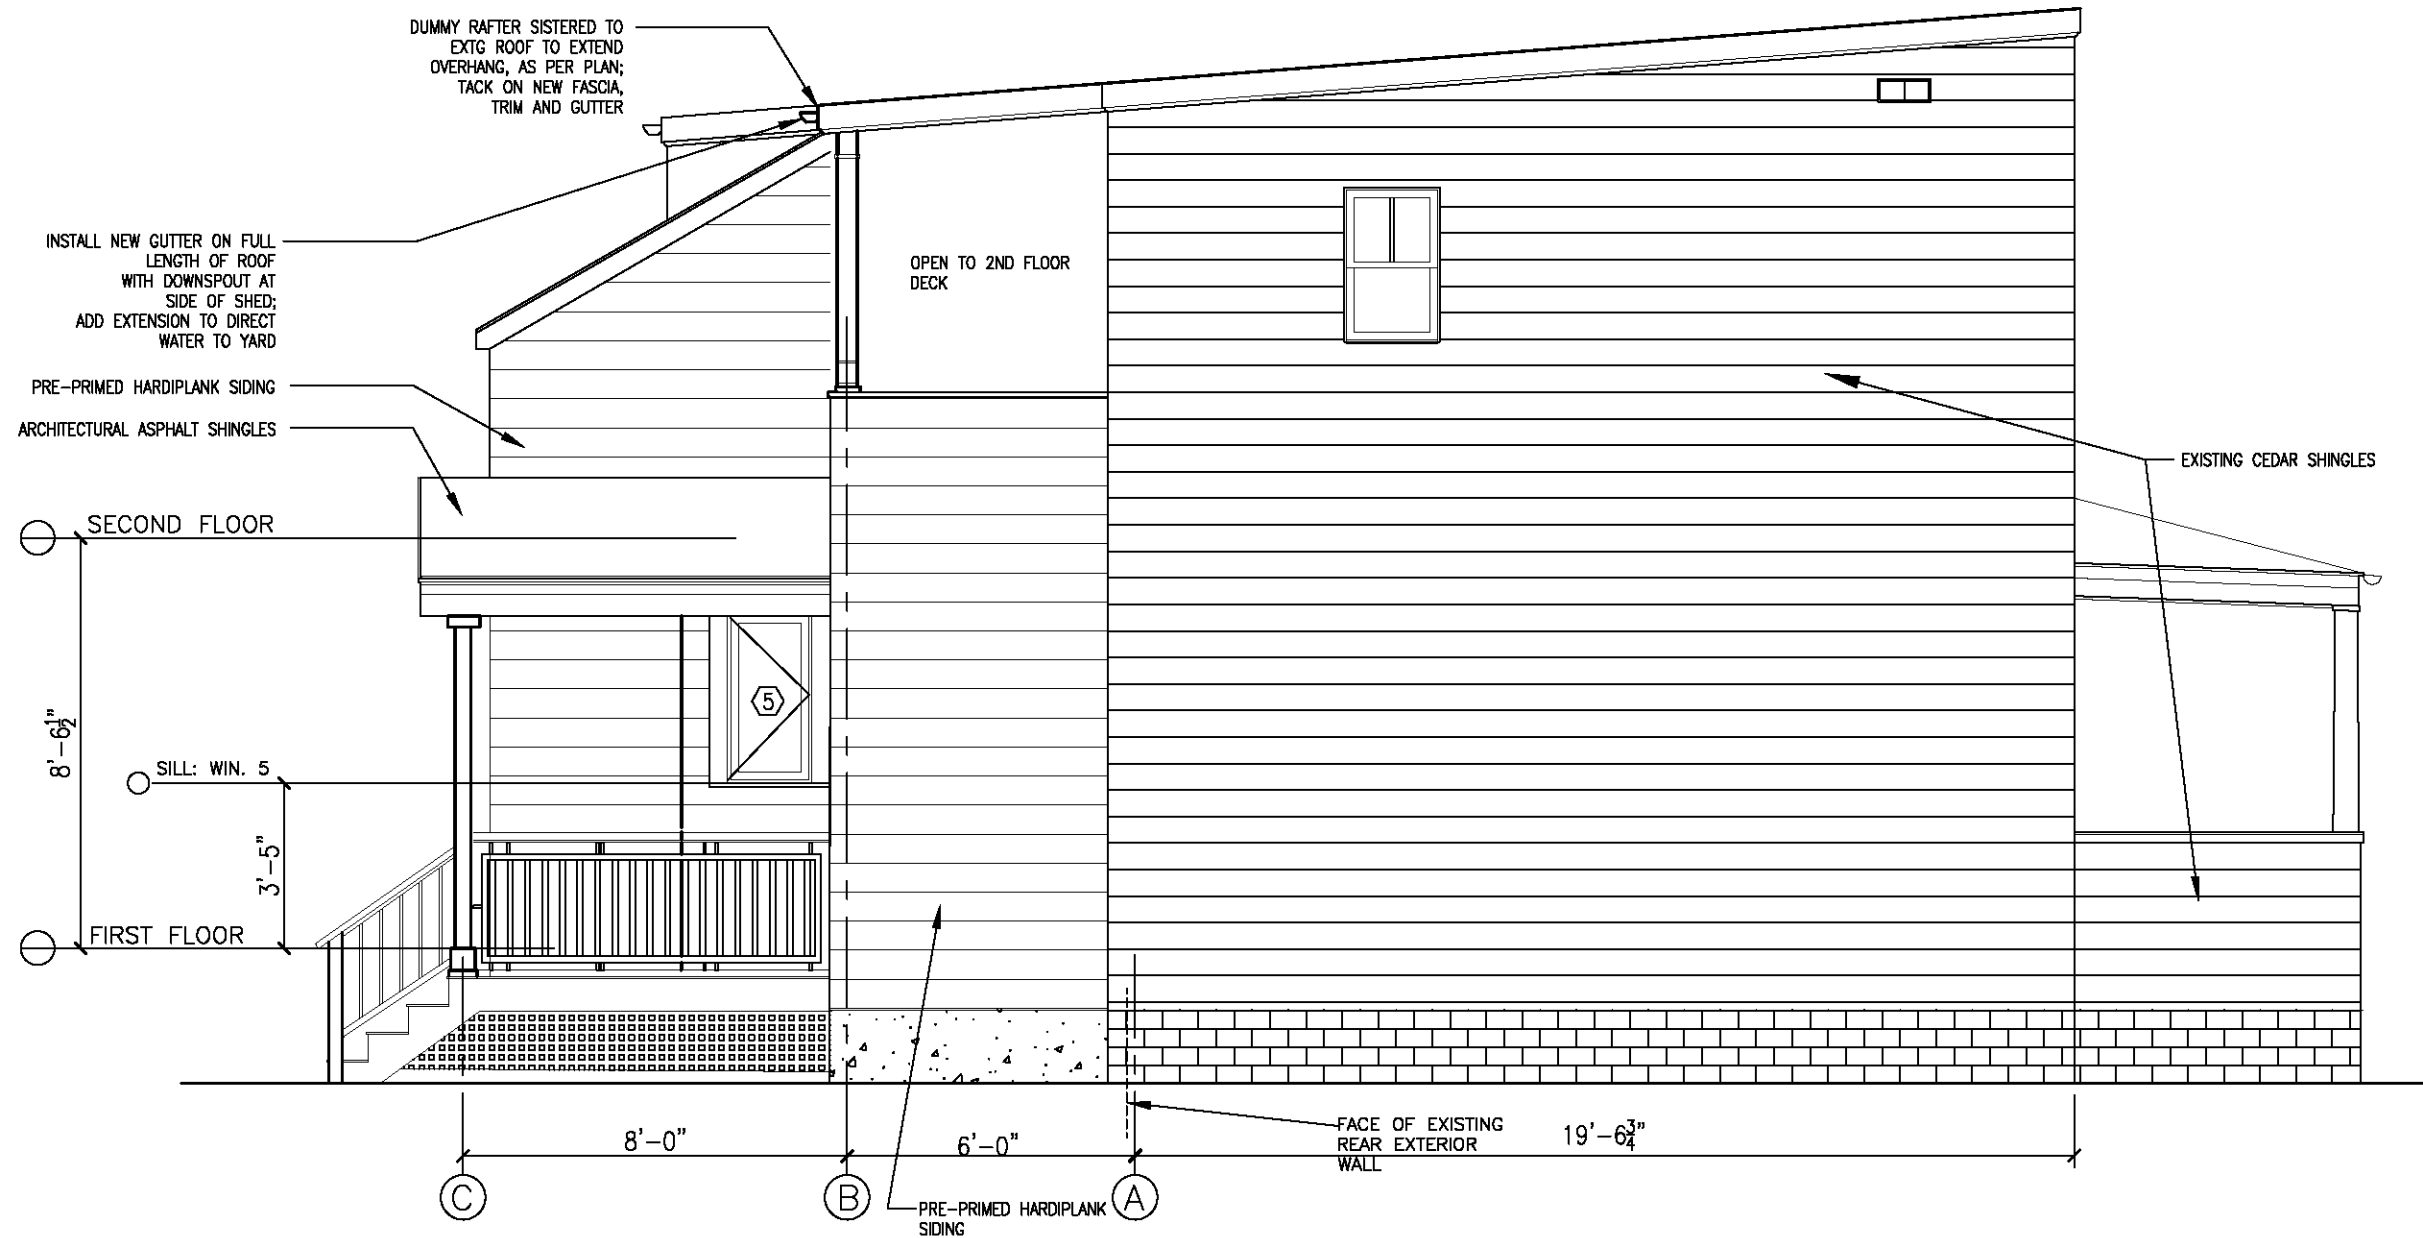 DUMMY RAFTER SISTERED TO
EXTG ROOF TO EXTEND
OVERHANG, AS PER PLAN;
TACK ON NEW FASCIA,
TRIM AND GUTTER
INSTALL NEW GUTTER ON FULL
LENGTH OF ROOF
WITH DOWNSPOUT AT
SIDE OF SHED;
ADD EXTENSION TO DIRECT
WATER TO YARD
OPEN TO 2ND FLOOR
DECK
PRE-PRIMED HARDIPLANK SIDING
ARCHITECTURAL ASPHALT SHINGLES
EXISTING CEDAR SHINGLES
SECOND FLOOR
8'-6 1/2"
5
SILL: WIN. 5
3'-5"
FIRST FLOOR
8'-0"
6'-0"
FACE OF EXISTING
REAR EXTERIOR
WALL
19'-6 3/4"
C
B
A
PRE-PRIMED HARDIPLANK
SIDING